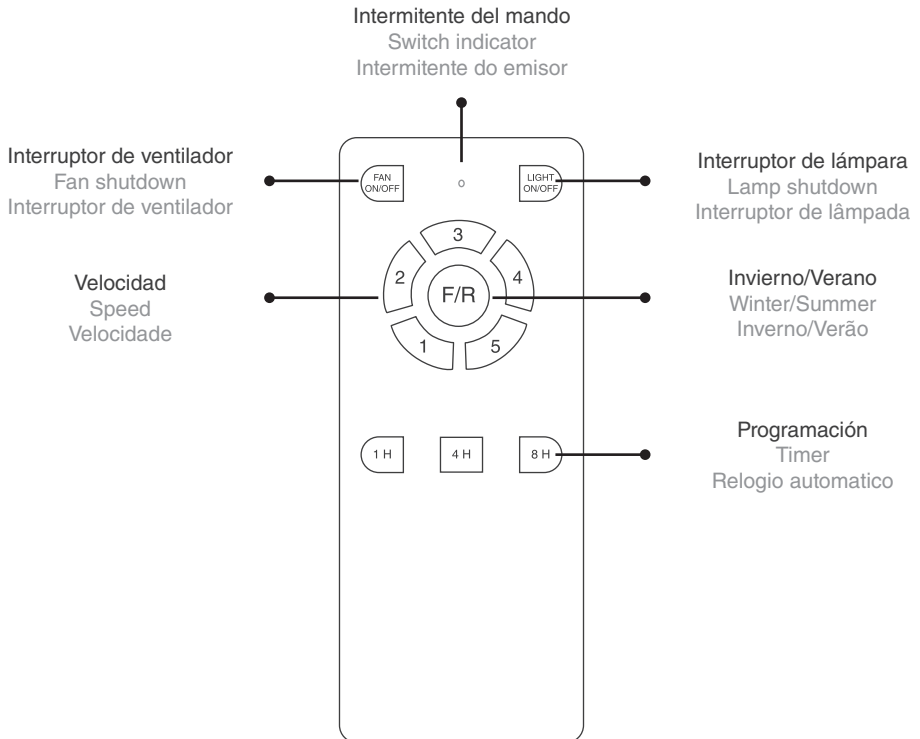 Intermitente del mando
Switch indicator
Intermitente do emisor
Interruptor de ventilador
Fan shutdown
Interruptor de ventilador
FAN
ON/OFF
LIGHT
ON/OFF
Interruptor de lámpara
Lamp shutdown
Interruptor de lâmpada
Velocidad
Speed
Velocidade
3
2
4
F/R
1
5
Invierno/Verano
Winter/Summer
Inverno/Verão
1 H
4 H
8 H
Programación
Timer
Relogio automatico